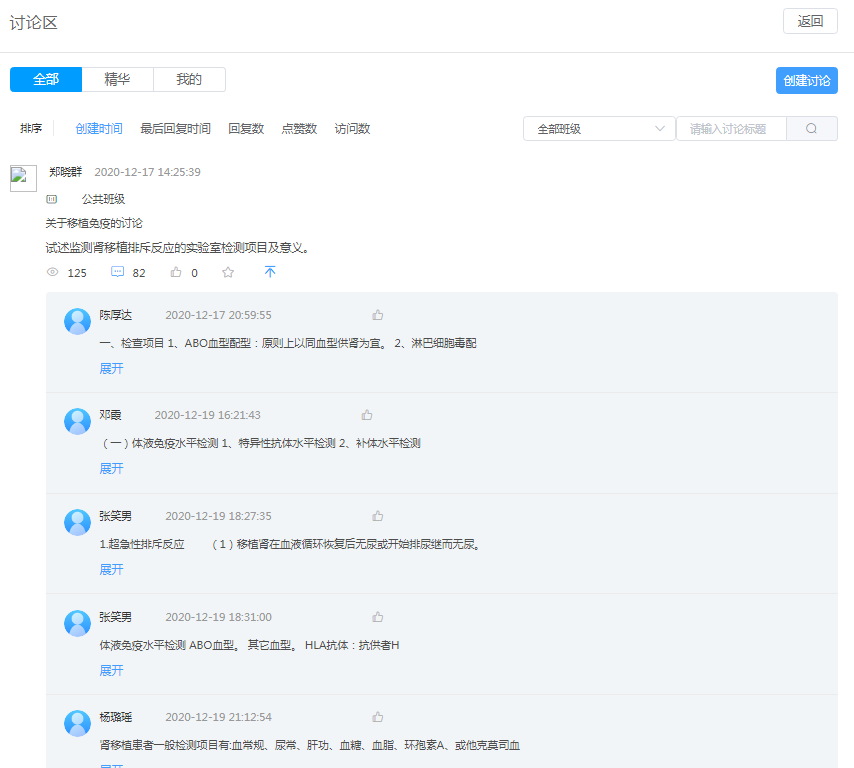 讨论区
返回
全部 精华 我的
创建讨论
排序 创建时间 最后回复时间 回复数 点赞数 访问数 全部班级 请输入讨论标题
郑晓群 2020-12-17 14:25:39
公共班级
关于移植免疫的讨论
试述监测肾移植排斥反应的实验室检测项目及意义。
125 82 0
陈厚达 2020-12-17 20:59:55
一、检查项目 1、ABO血型配型：原则上以同血型供肾为宜。 2、淋巴细胞毒配
展开
邓霞 2020-12-19 16:21:43
（一）体液免疫水平检测 1、特异性抗体水平检测 2、补体水平检测
展开
张笑男 2020-12-19 18:27:35
1.超急性排斥反应 （1）移植肾在血液循环恢复后无尿或开始排尿继而无尿。
展开
张笑男 2020-12-19 18:31:00
体液免疫水平检测 ABO血型。 其它血型。 HLA抗体：抗供者H
展开
杨璐瑶 2020-12-19 21:12:54
肾移植患者一般检测项目有:血常规、尿常、肝功、血糖、血脂、环孢素A、或他克莫司血
展开